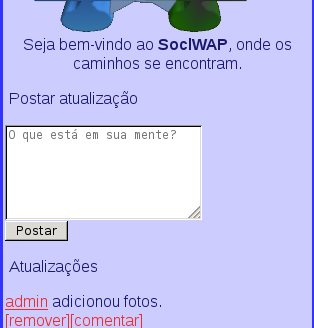 Seja bem-vindo ao SoclWAP, onde os
caminhos se encontram.
Postar atualização
O que está em sua mente?
Postar
Atualizações
admin adicionou fotos.
[remover][comentar]